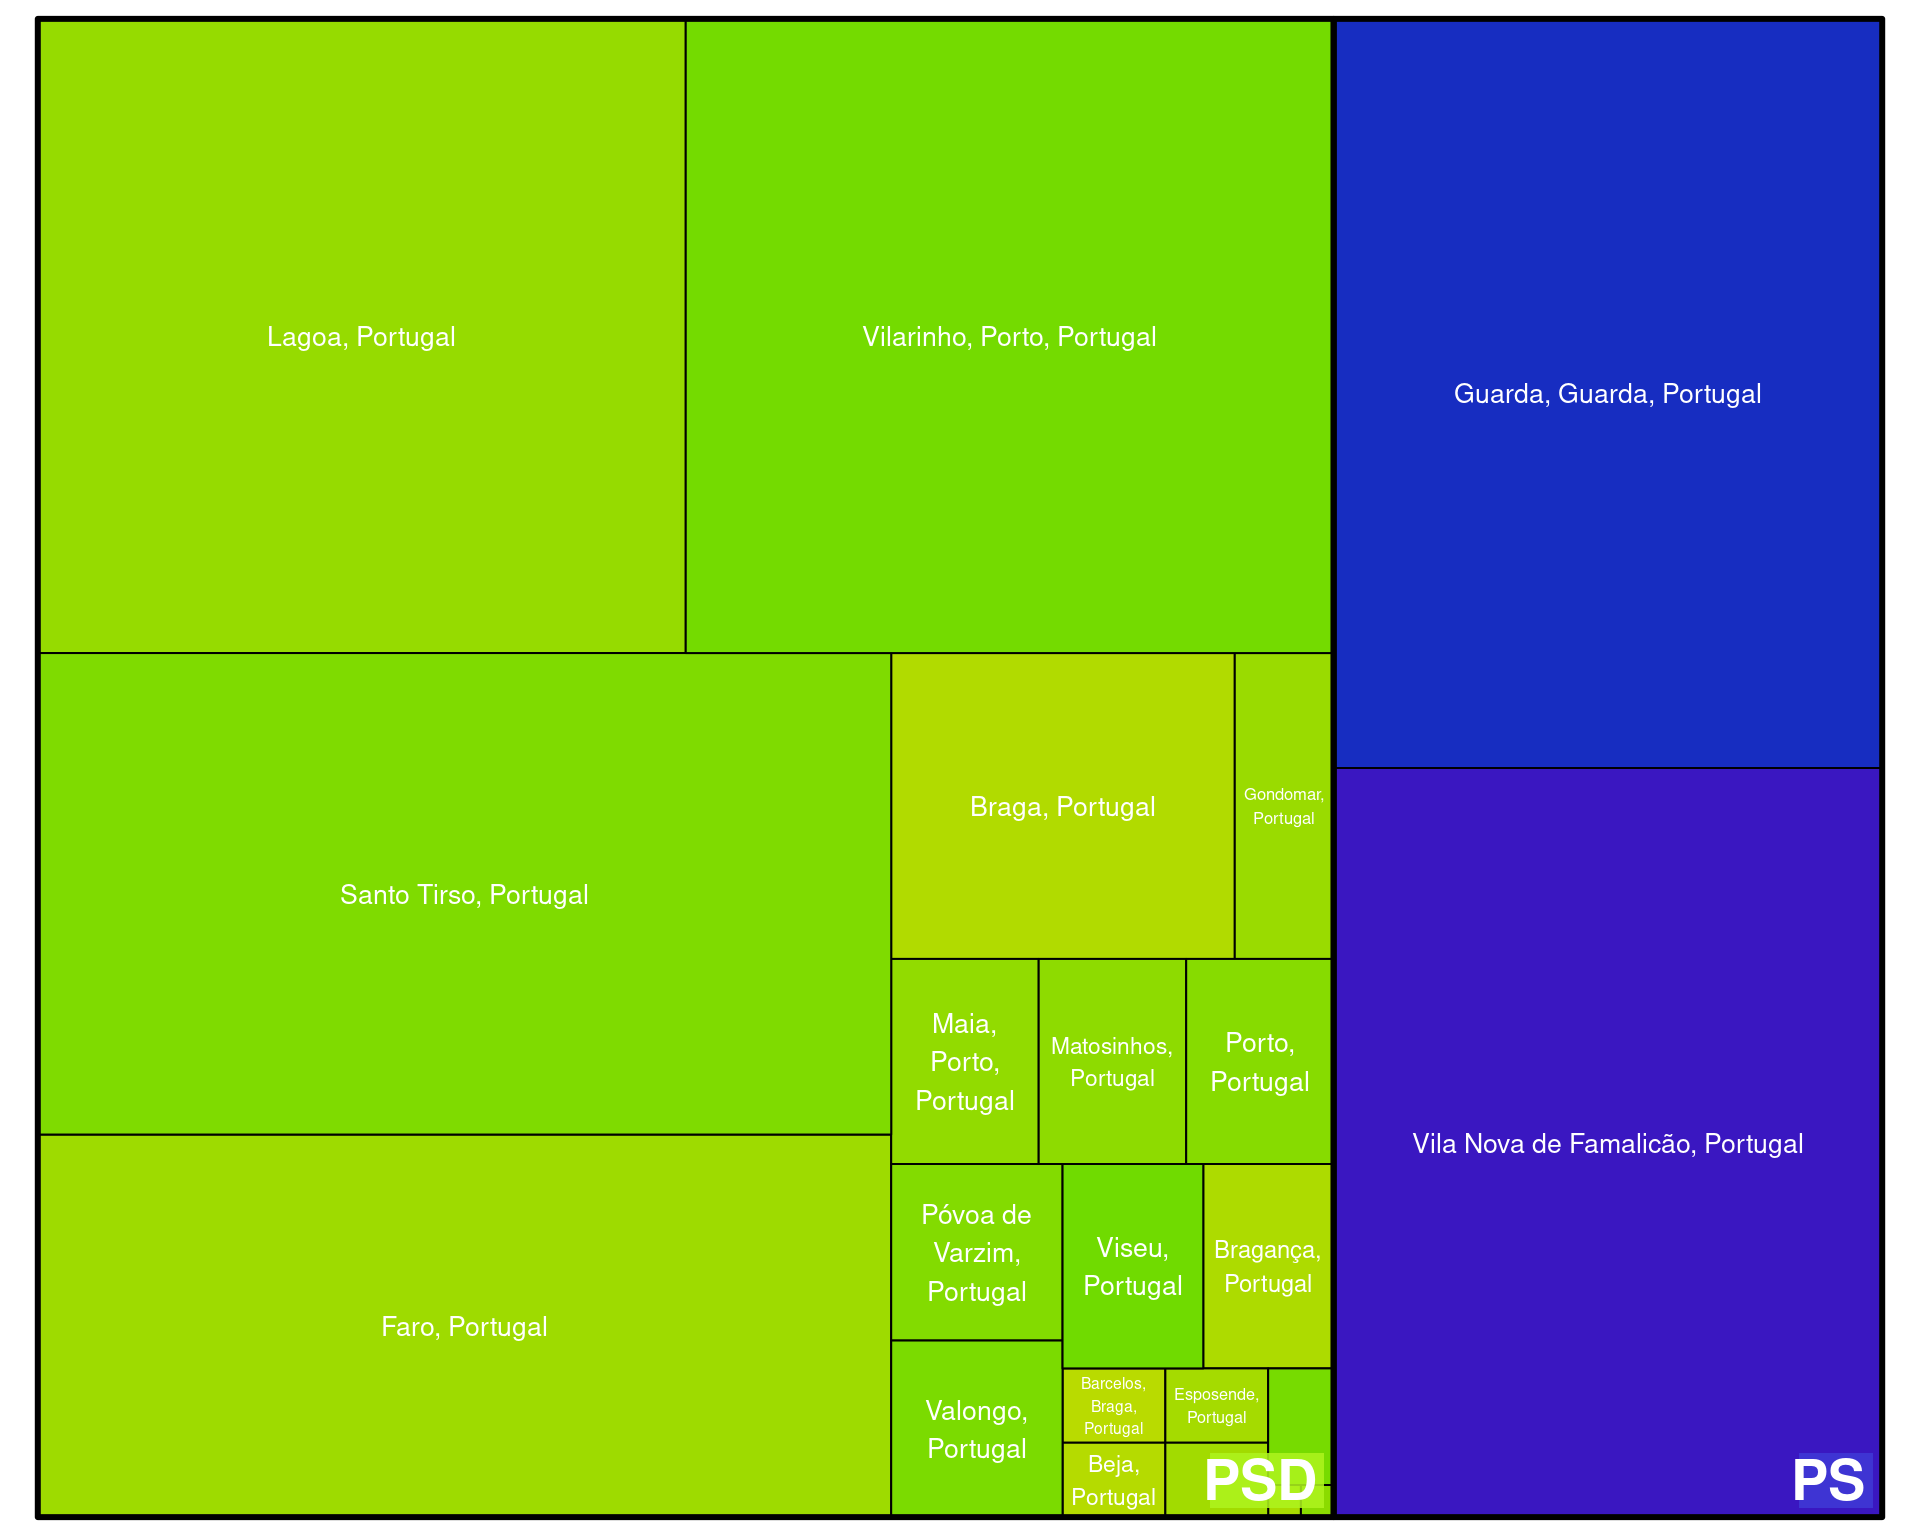 Lagoa, Portugal
Vilarinho, Porto, Portugal
Guarda, Guarda, Portugal
Santo Tirso, Portugal
Braga, Portugal
Gondomar,
Portugal
Maia,
Porto,
Portugal
Matosinhos,
Portugal
Porto,
Portugal
Vila Nova de Famalicão, Portugal
Póvoa de
Varzim,
Portugal
Viseu,
Portugal
Bragança,
Portugal
Faro, Portugal
Valongo,
Portugal
Barcelos,
Braga,
Portugal
Esposende,
Portugal
Beja,
Portugal
PSD
PS